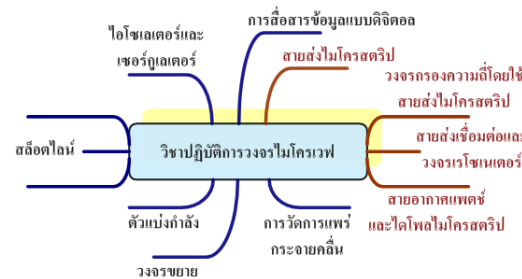 การสื่อสารข้อมูลแบบดิจิตอล
ไอโซเลเตอร์และ
เซอร์กูเลเตอร์
สายส่งไมโครสตริป
วงจรกรองความถี่โดยใช้
สายส่งไมโครสตริป
สล็อตไลน์
วิชาปฏิบัติการวงจรไมโครเวฟ
สายส่งเชื่อมต่อและ
วงจรเรโซเนเตอร์
สายอากาศแพตช์
และไดโพลไมโครสตริป
ตัวแบ่งกำลัง
การวัดการแพร่
กระจายคลื่น
วงจรขยาย